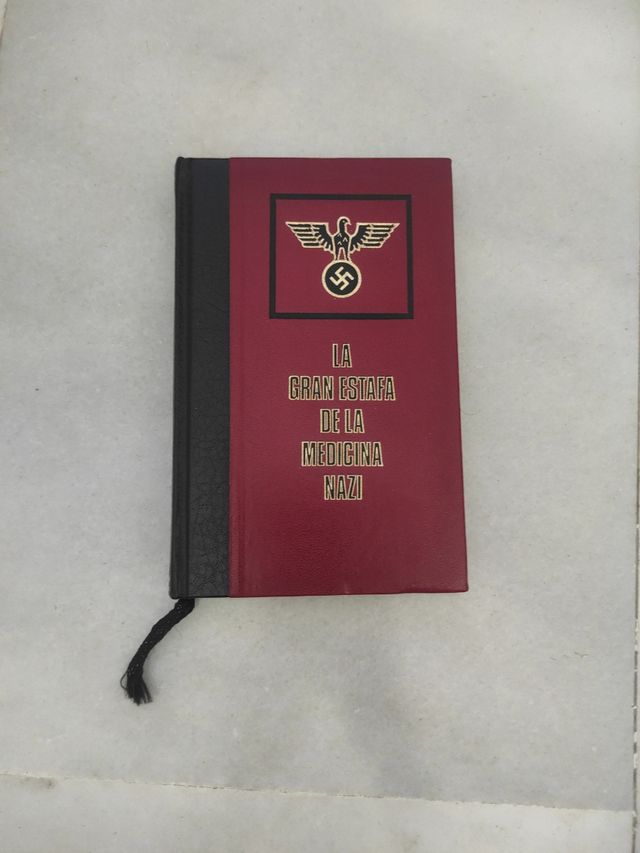 LA
GRAN ESTAFA
DE LA
MEDICINA
NAZI